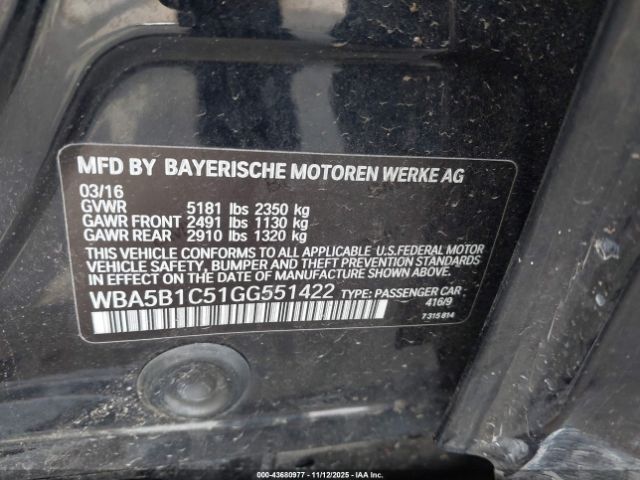 MFD BY BAYERISCHE MOTOREN WERKE AG
03/16
GVWR 5181 lbs 2350 kg
GAWR FRONT 2491 lbs 1130 kg
GAWR REAR 2910 lbs 1320 kg
THIS VEHICLE CONFORMS TO ALL APPLICABLE U.S.FEDERAL MOTOR
VEHICLE SAFETY, BUMPER AND THEFT PREVENTION STANDARDS
IN EFFECT ON THE DATE OF MANUFACTURE SHOWN ABOVE.
WBA5B1C51GG551422 TYPE: PASSENGER CAR
416/9
7 315 814
000-43680977 - 11/12/2025 - IAA Inc.